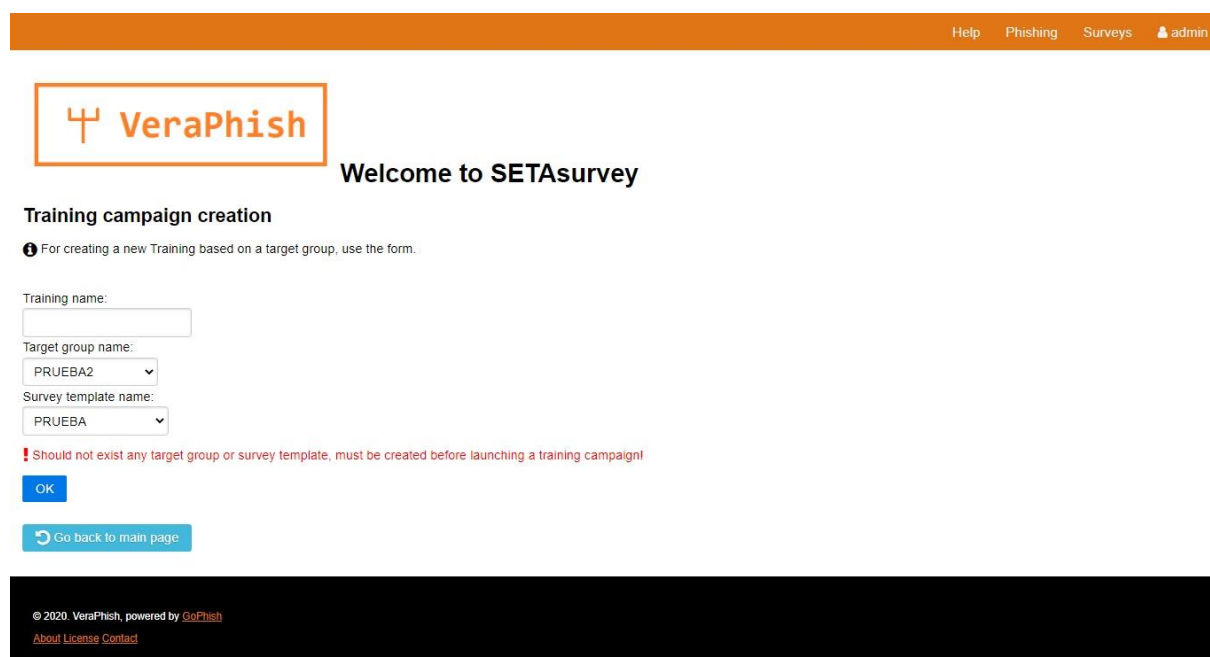 Help Phishing Surveys admin
VeraPhish
Welcome to SETAsurvey
Training campaign creation
For creating a new Training based on a target group, use the form.
Training name:
Target group name:
PRUEBA2
Survey template name:
PRUEBA
! Should not exist any target group or survey template, must be created before launching a training campaign!
OK
Go back to main page
© 2020. VeraPhish, powered by GoPhish
About License Contact